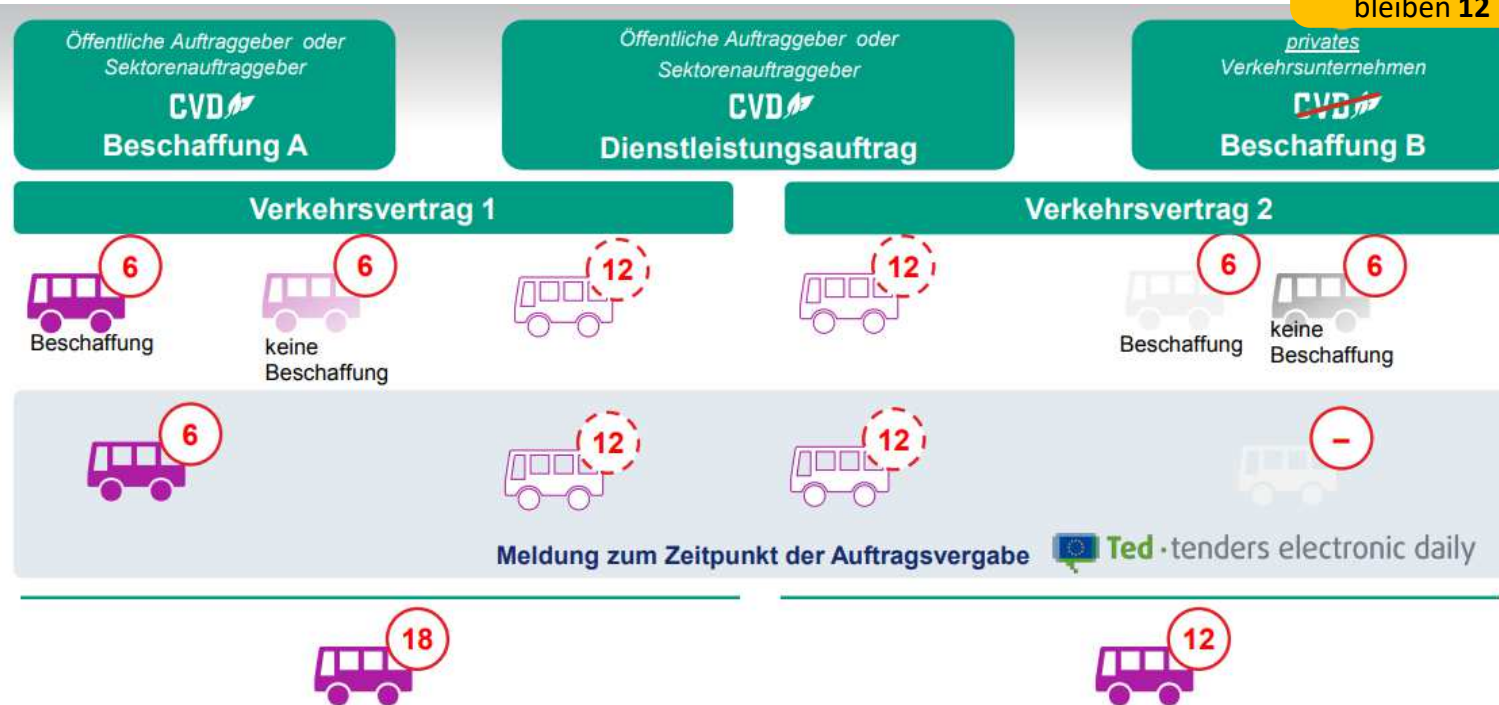 bleiben 12
Öffentliche Auftraggeber oder
Sektorenauftraggeber
CVD
Beschaffung A
Öffentliche Auftraggeber oder
Sektorenauftraggeber
CVD
Dienstleistungsauftrag
privates
Verkehrsunternehmen
CVD
Beschaffung B
Verkehrsvertrag 1
Verkehrsvertrag 2
6
6
12
12
6
6
Beschaffung
keine
Beschaffung
Beschaffung
keine
Beschaffung
6
12
12
–
Meldung zum Zeitpunkt der Auftragsvergabe
Ted · tenders electronic daily
18
12